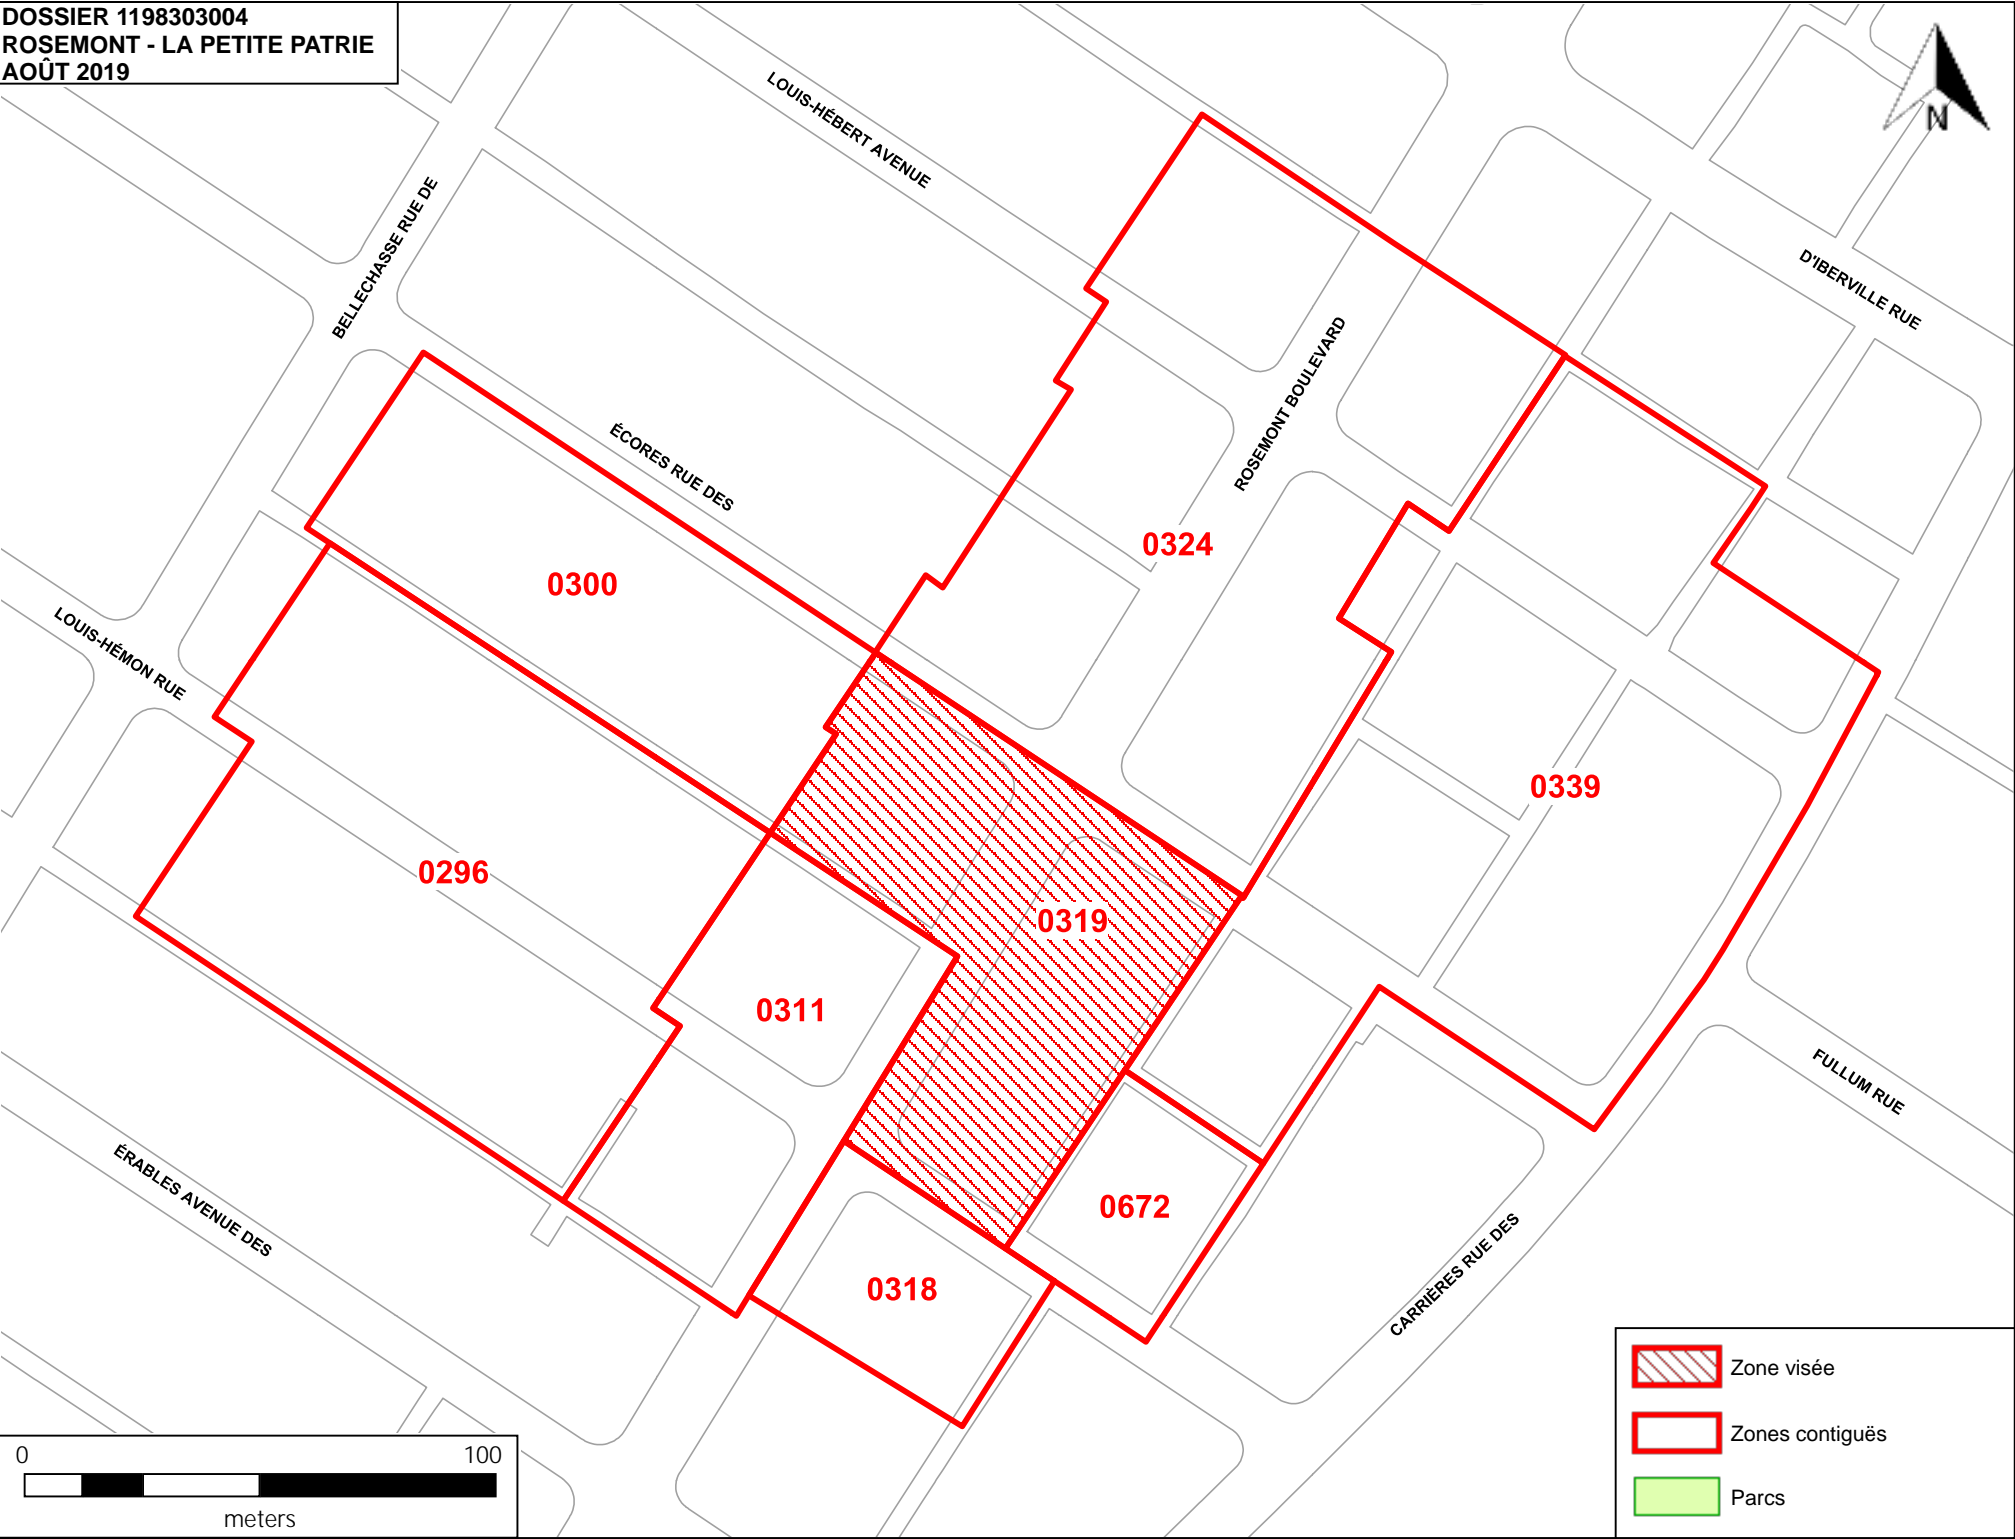 DOSSIER 1198303004
ROSEMONT - LA PETITE PATRIE
AOÛT 2019
N
LOUIS-HÉBERT AVENUE
BELLECHASSE RUE DE
D'IBERVILLE RUE
ROSEMONT BOULEVARD
ÉCORES RUE DES
0324
0300
LOUIS-HÉMON RUE
0339
0296
0319
0311
FULLUM RUE
ÉRABLES AVENUE DES
0672
0318
CARRIÈRES RUE DES
Zone visée
Zones contiguës
Parcs
0 100
meters